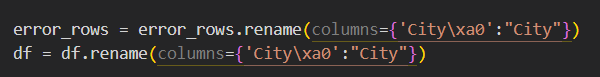 error_rows = error_rows.rename(columns={'City\xa0':"City"})
df = df.rename(columns={'City\xa0':"City"})